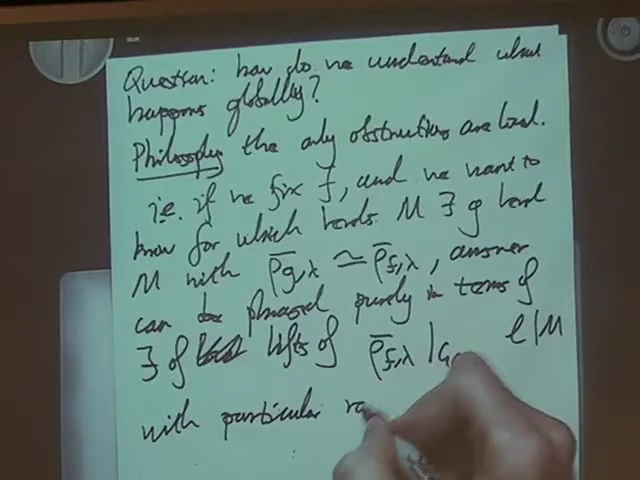 Question: how do we understand what
happens globally?
Philosophy the only obstructions are local.
i.e. if we fix f, and we want to
know for which levels M ∃ g level
M with ρ̄g,λ ≃ ρ̄f,λ, answer
can be phrased purely in terms of
∃ of lifts of ρ̄f,λ |G ℓ|M
with particular ra